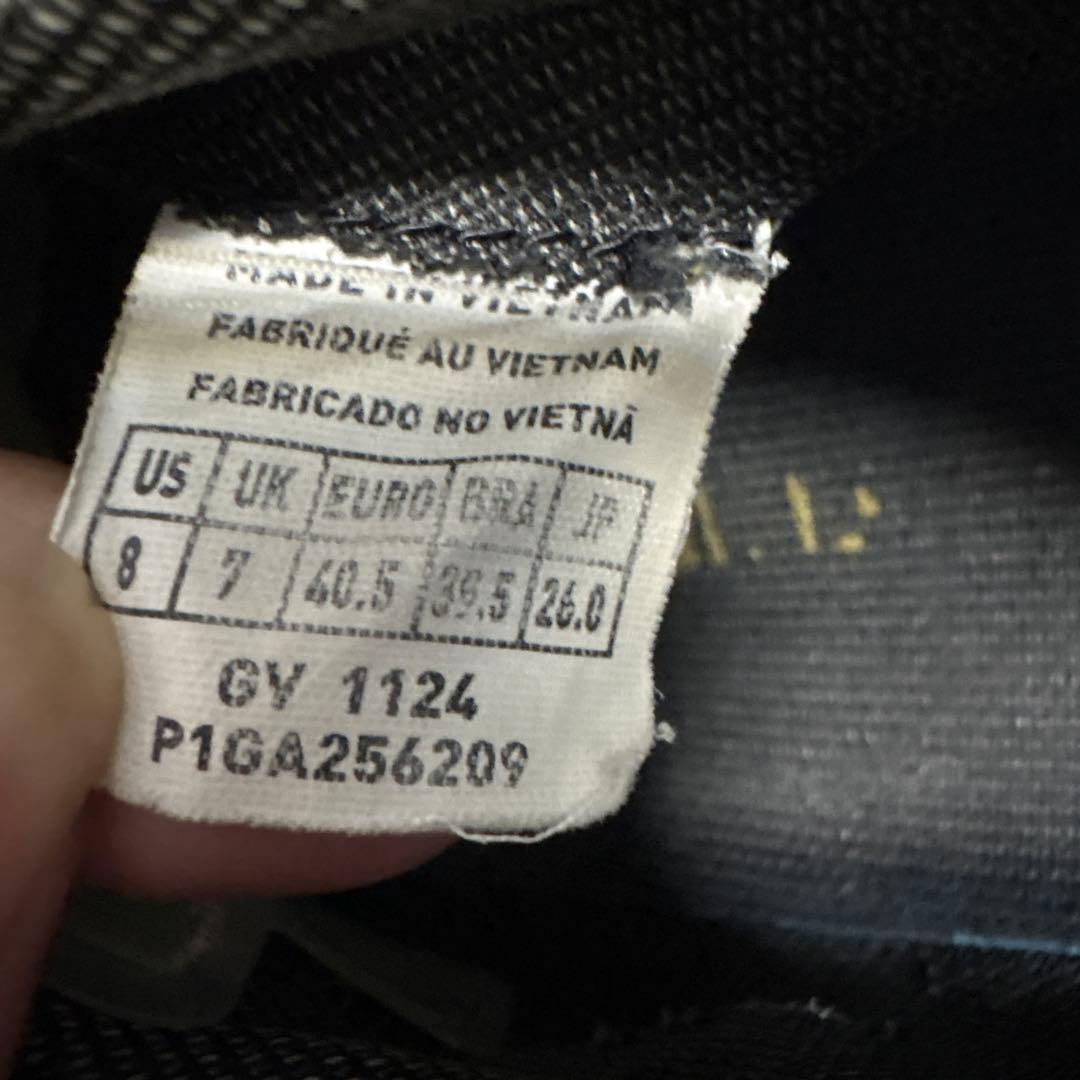 MADE IN VIETNAM
FABRIQUÉ AU VIETNAM
FABRICADO NO VIETNÃ
US UK EURO BRA JP
8 7 40.5 39.5 26.0
GV 1124
P1GA256209